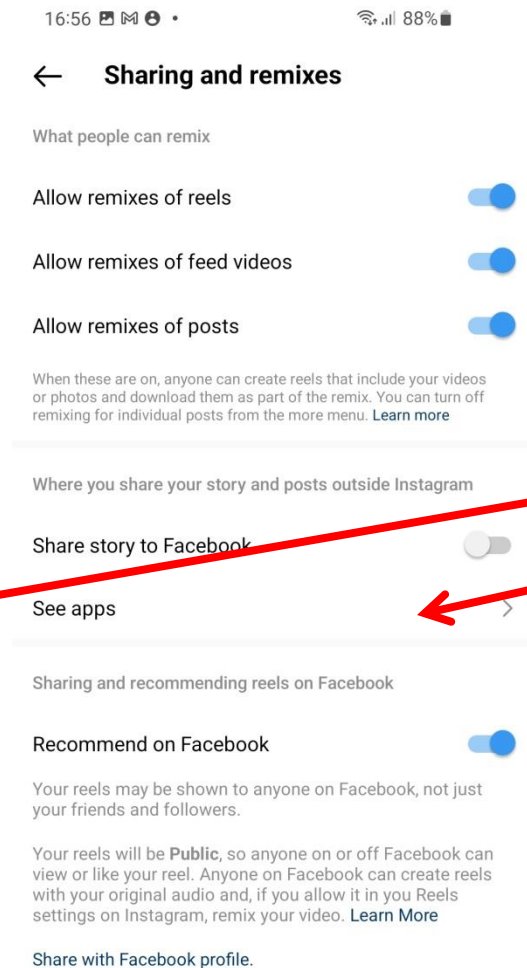 16:56
88%
Sharing and remixes
What people can remix
Allow remixes of reels
Allow remixes of feed videos
Allow remixes of posts
When these are on, anyone can create reels that include your videos
or photos and download them as part of the remix. You can turn off
remixing for individual posts from the more menu. Learn more
Where you share your story and posts outside Instagram
Share story to Facebook
See apps
Sharing and recommending reels on Facebook
Recommend on Facebook
Your reels may be shown to anyone on Facebook, not just
your friends and followers.
Your reels will be Public, so anyone on or off Facebook can
view or like your reel. Anyone on Facebook can create reels
with your original audio and, if you allow it in you Reels
settings on Instagram, remix your video. Learn More
Share with Facebook profile.